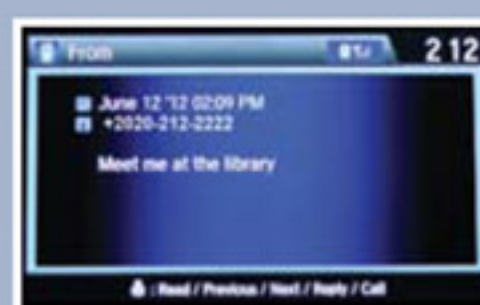 From
2 12
June 12 '12 02:09 PM
+2020-212-2222
Meet me at the library
: Read / Previous / Next / Reply / Call